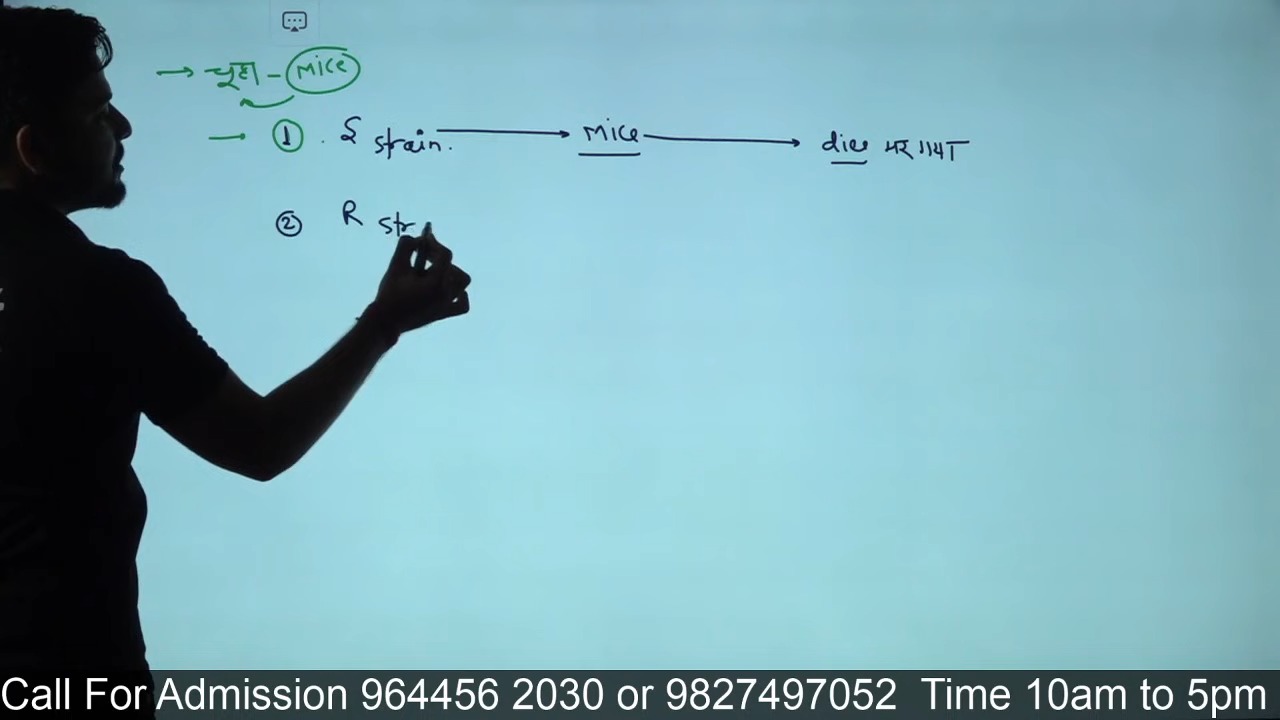 → चूहा - mice
→ ① . S strain. → mice → dice मर गया
② R str
Call For Admission 964456 2030 or 9827497052 Time 10am to 5pm